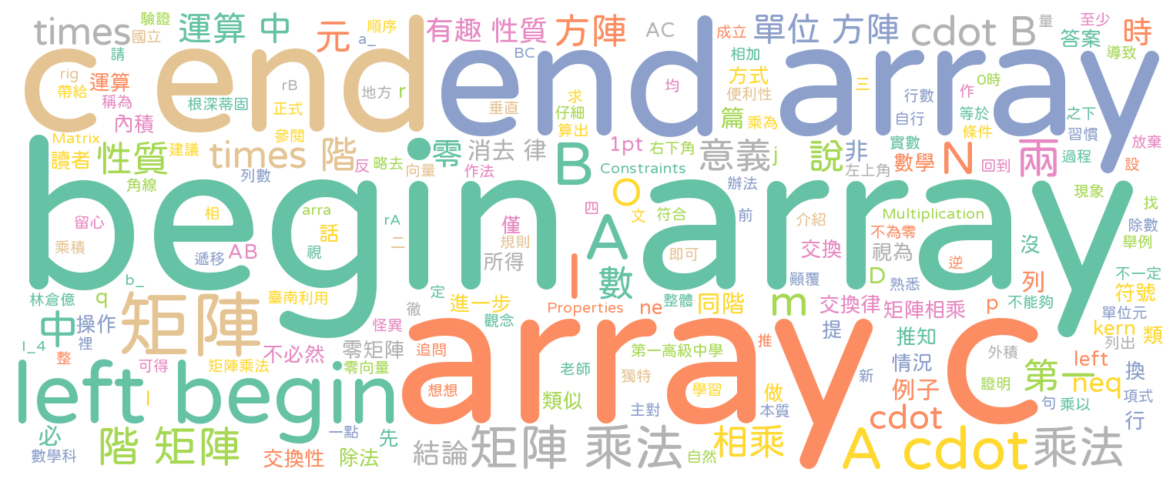 times 運算 中 元 有趣 性質 方陣 AC 單位 方陣 cdot B 量 至少 時
驗證 國立 順序 a_ 成立 答案
請 c end BC 相加 end array
rig 運算 rB 地方 r 垂直 均 方式 三 0時
帶給 稱為 根深蒂固 正式 求 仔細 便利性 行數 作 等於 之下
內積 參閱 算出 篇 乘為 自行 條件 習慣
Matrix 讀者 性質 建議 times 階 零 消去 律 B 1pt 右下角 意義 j 說 非 實數 數學 N 兩 過程 放棄
角線 列數 反 略去 向量 作法 Constraints 左上角 回到 設
begin array 留心 相 arra rA 四 O 辦法 前 現象 找
乘積 AB 話 僅 文 符合 介紹 Multiplication 不為零 除數
遞移 視 二 規則 A 即可 交換 視為 沒 逆 舉例
林倉億 b_ 所得 I 數 整體 顛覆 D 熟悉 列 不一定
q 臺南利用 徹 定 進一步 Properties ne 同階 m 交換律 矩陣相乘 p 不能夠 符號 單位元
I_4 中 操作 矩陣 怪異 觀念 提 推知 kern 類
整 裡 不必然 零矩陣 追問 array c 第一高級中學 推 列出 外積
可得 矩陣乘法 零向量 老師 情況 第一 left 換
left begin l 想想 類似 獨特 學習 做 新 例子 證明 neq 項式
主對 本質 cdot 句 乘以 行
必 階 矩陣 一點 先 結論 矩陣 乘法 相乘 A cdot 乘法
數學科 交換性 除法 自然